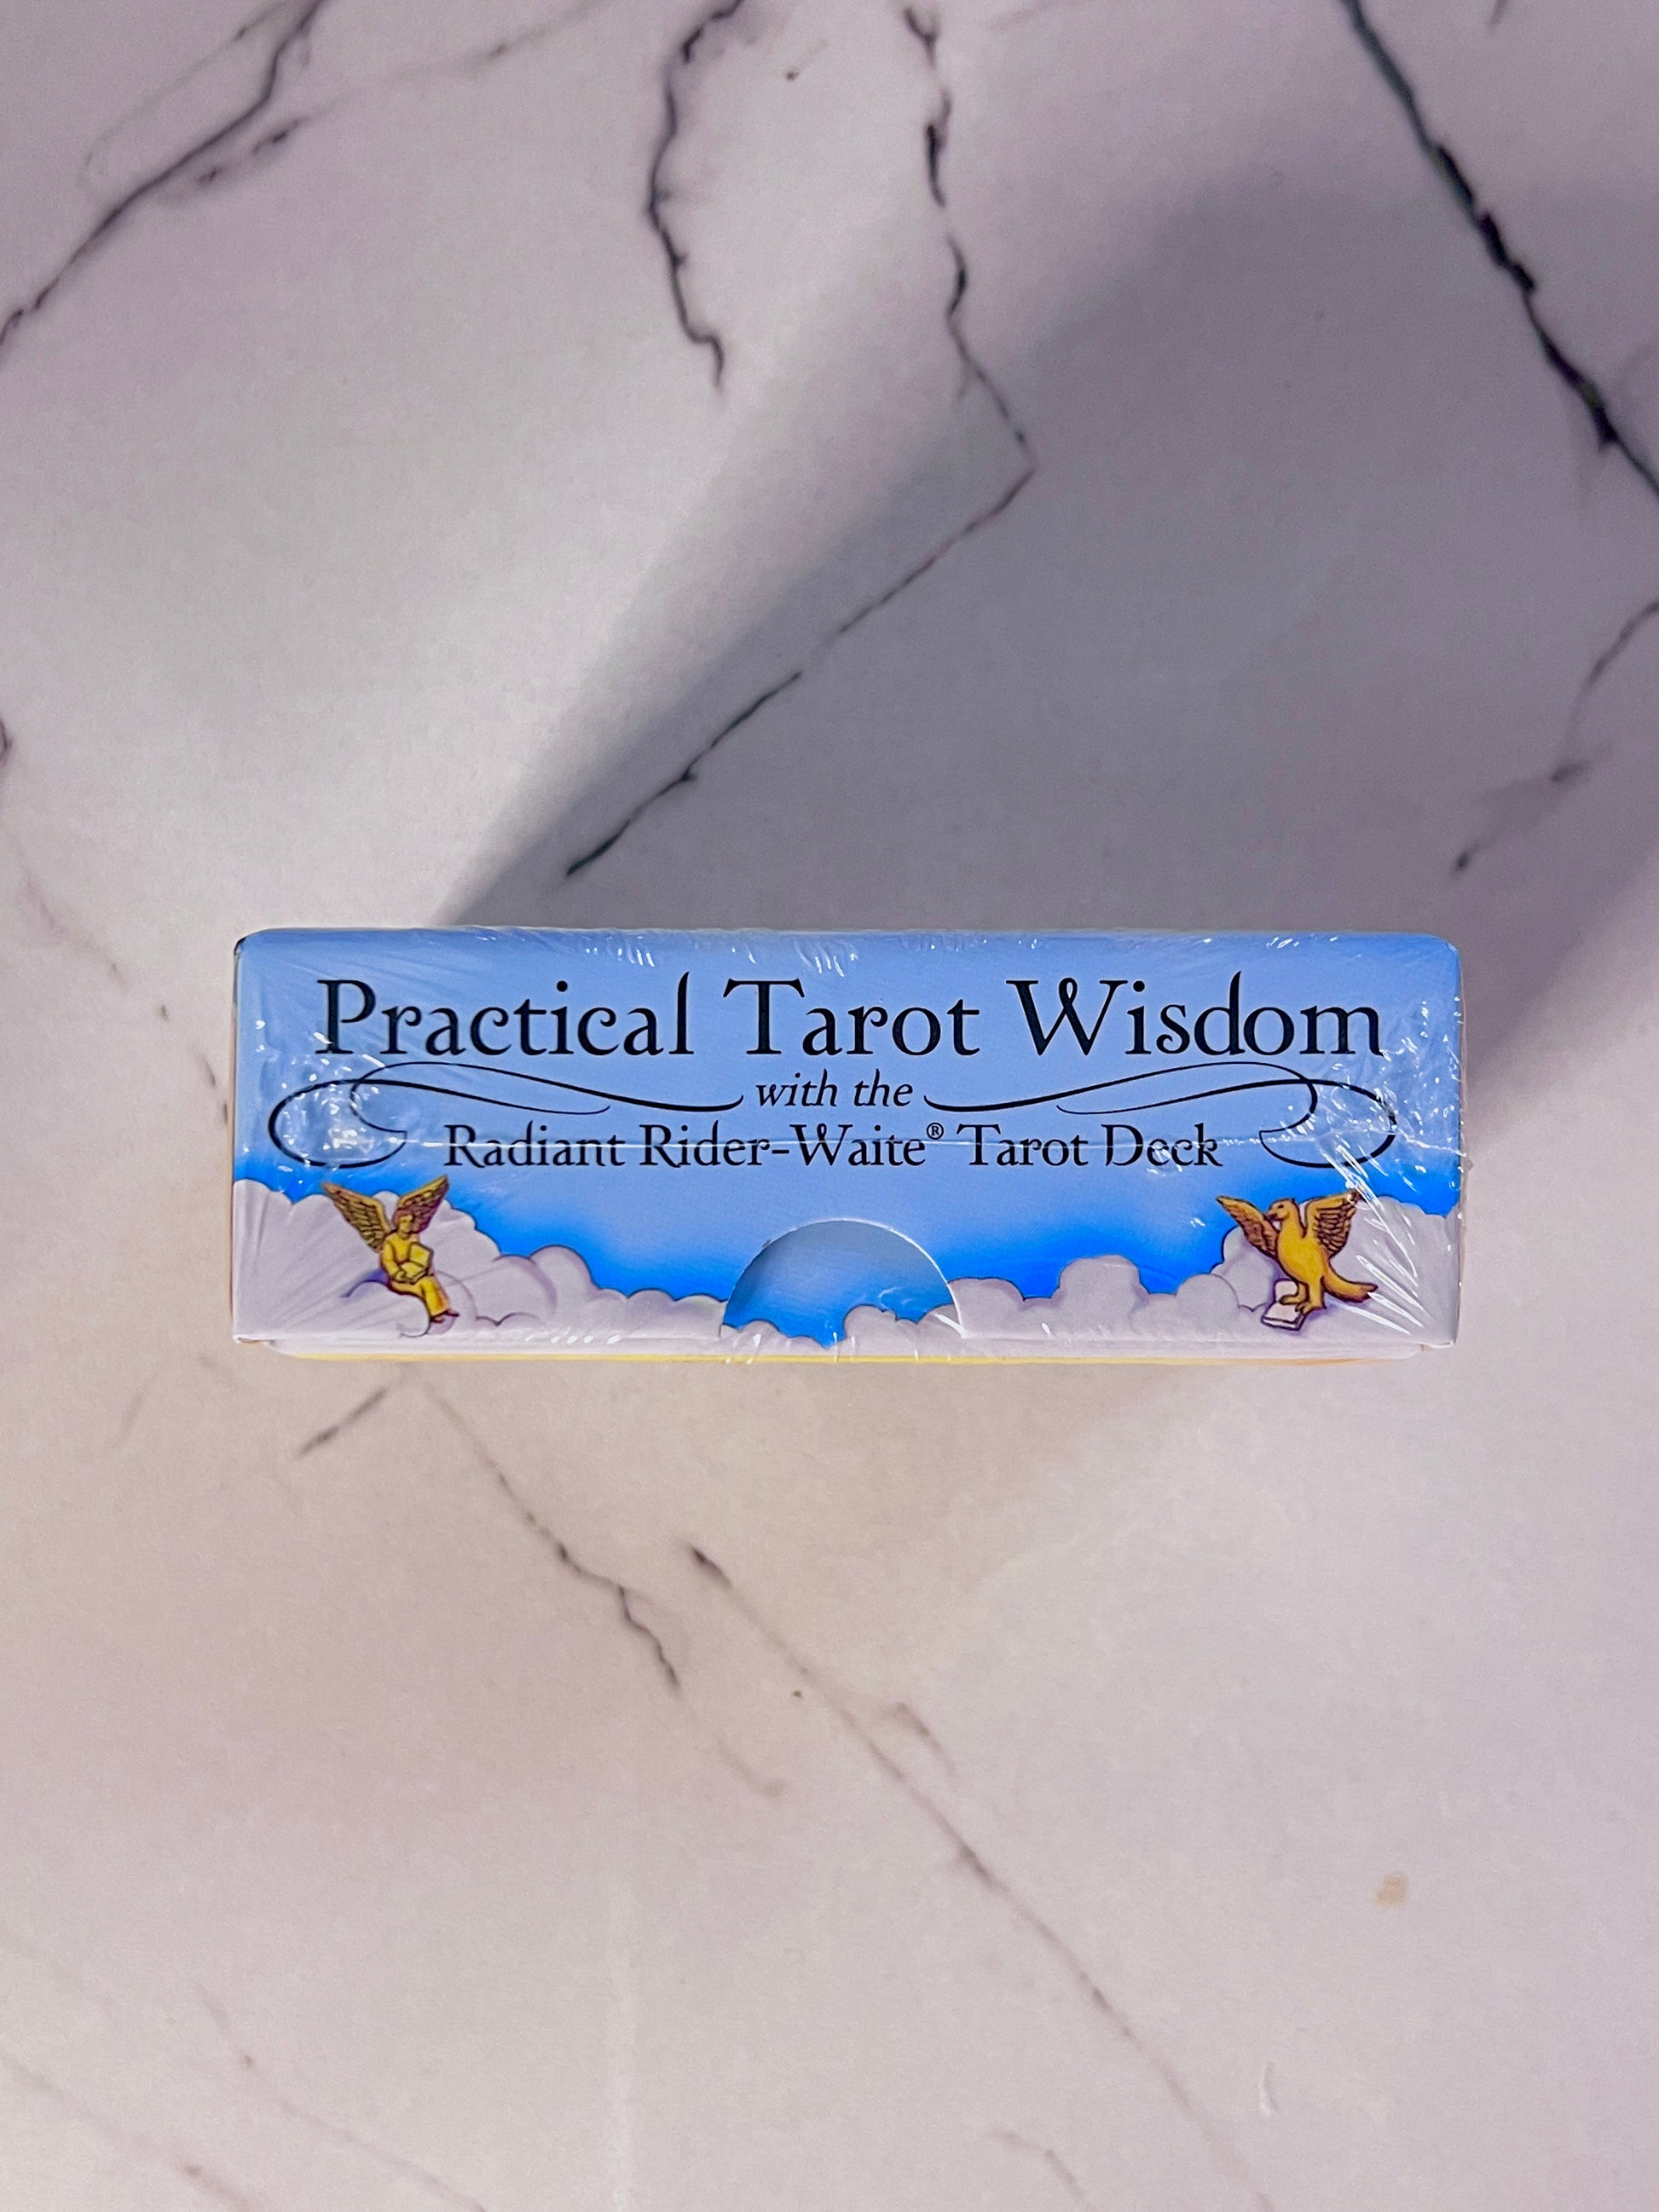 Practical Tarot Wisdom
with the
Radiant Rider-Waite® Tarot Deck